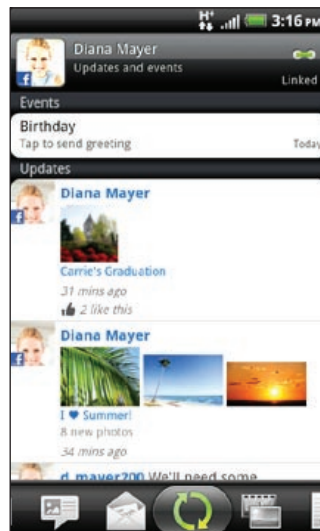 H+ 3:16 PM
Diana Mayer
Updates and events
Linked
Events
Birthday
Tap to send greeting Today
Updates
Diana Mayer
Carrie's Graduation
31 mins ago
2 like this
Diana Mayer
I ♥ Summer!
8 new photos
34 mins ago
d_mayer200 We'll need some